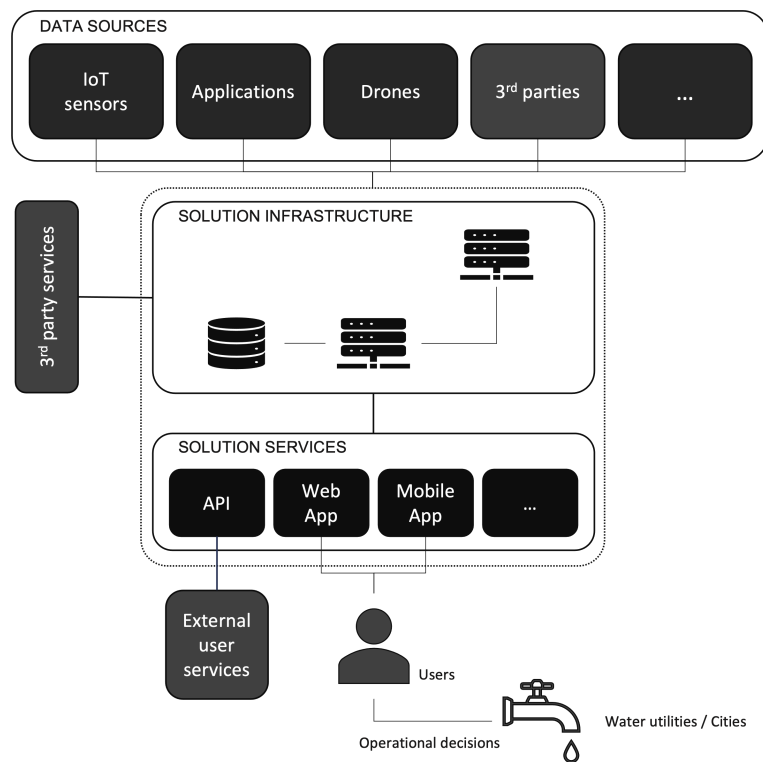 DATA SOURCES
IoT
sensors
Applications
Drones
3rd parties
...
3rd party services
SOLUTION INFRASTRUCTURE
SOLUTION SERVICES
API
Web
App
Mobile
App
...
External
user
services
Users
Water utilities / Cities
Operational decisions